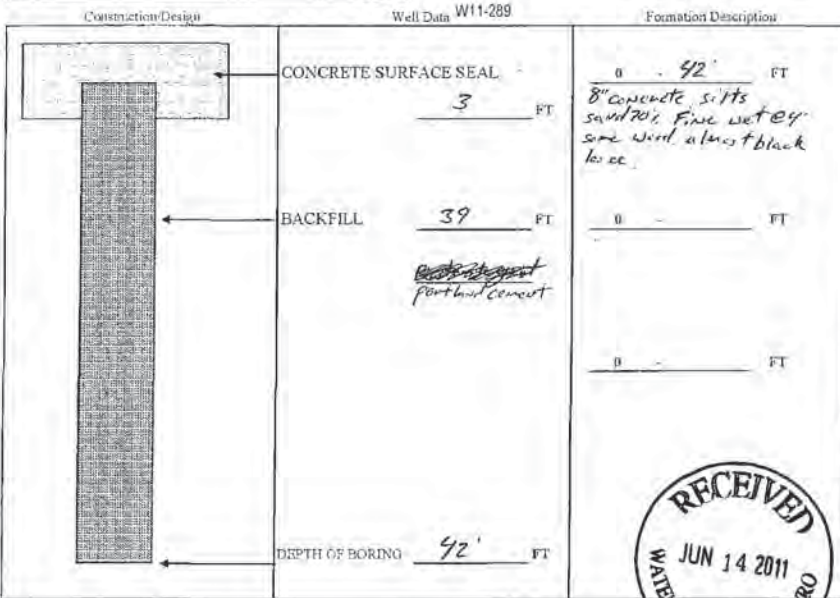 Construction/Design
Well Data W11-289
Formation Description
CONCRETE SURFACE SEAL
3 FT
0 - 42' FT
8" concrete, silts
sand 70% Fine wet @4'
some wood almost black
BACKFILL 39 FT
0 - FT
portland cement
0 - FT
DEPTH OF BORING 42' FT
RECEIVED
JUN 14 2011